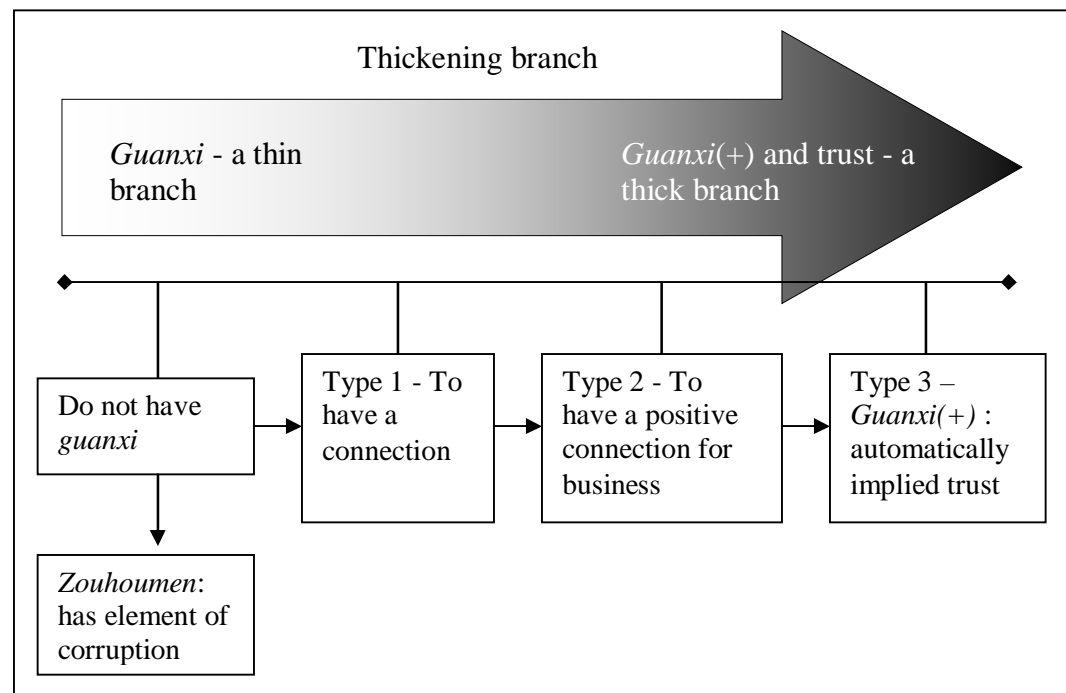 Thickening branch
Guanxi - a thin
branch
Guanxi(+) and trust - a
thick branch
Do not have
guanxi
Type 1 - To
have a
connection
Type 2 - To
have a positive
connection for
business
Type 3 –
Guanxi(+) :
automatically
implied trust
Zouhoumen:
has element of
corruption